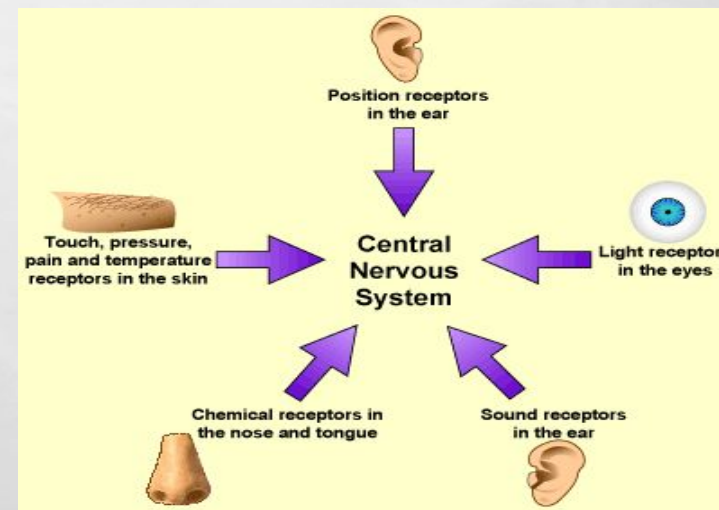 Position receptors
in the ear
Touch, pressure,
pain and temperature
receptors in the skin
Central
Nervous
System
Light receptor
in the eyes
Chemical receptors in
the nose and tongue
Sound receptors
in the ear